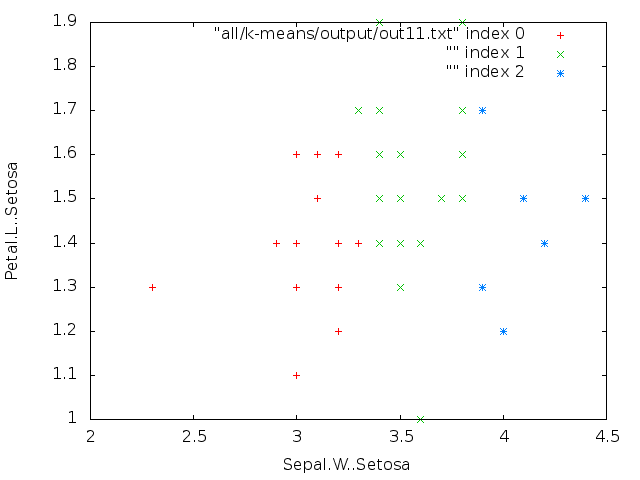 1.9
"all/k-means/output/out11.txt" index 0
"" index 1
1.8
"" index 2
1.7
1.6
1.5
1.4
1.3
1.2
1.1
1
Petal.L..Setosa
2 2.5 3 3.5 4 4.5
Sepal.W..Setosa